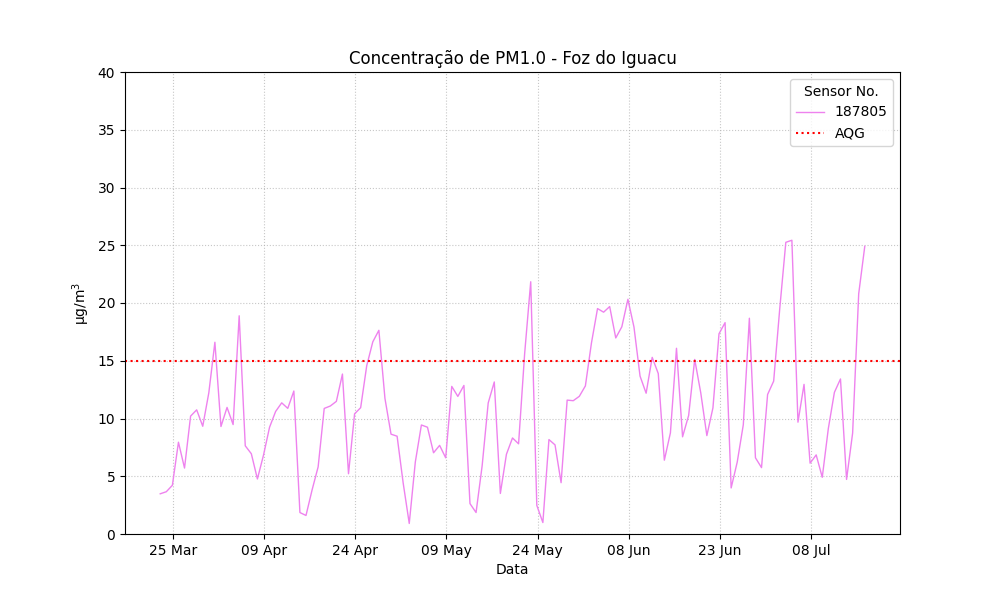 Concentração de PM1.0 - Foz do Iguacu
Sensor No.
187805
AQG
40
35
30
25
20
15
10
5
0
µg/m³
25 Mar
09 Apr
24 Apr
09 May
24 May
08 Jun
23 Jun
08 Jul
Data